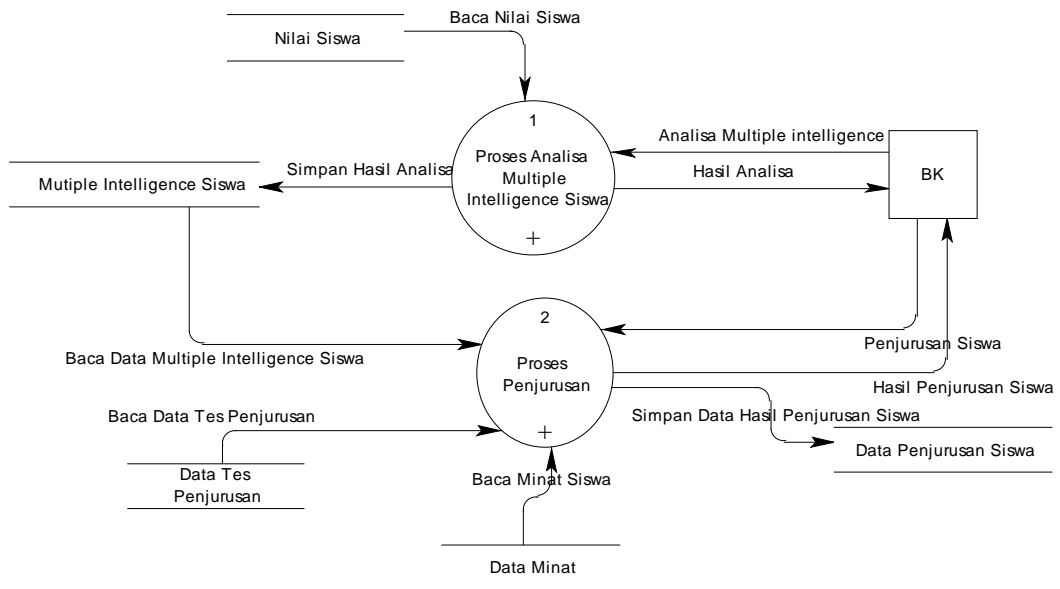 Baca Nilai Siswa
Nilai Siswa
1
Proses Analisa
Multiple
Intelligence Siswa
+
Analisa Multiple intelligence
Hasil Analisa
BK
Simpan Hasil Analisa
Mutiple Intelligence Siswa
2
Proses
Penjurusan
+
Penjurusan Siswa
Baca Data Multiple Intelligence Siswa
Hasil Penjurusan Siswa
Baca Data Tes Penjurusan
Simpan Data Hasil Penjurusan Siswa
Data Penjurusan Siswa
Data Tes
Penjurusan
Baca Minat Siswa
Data Minat